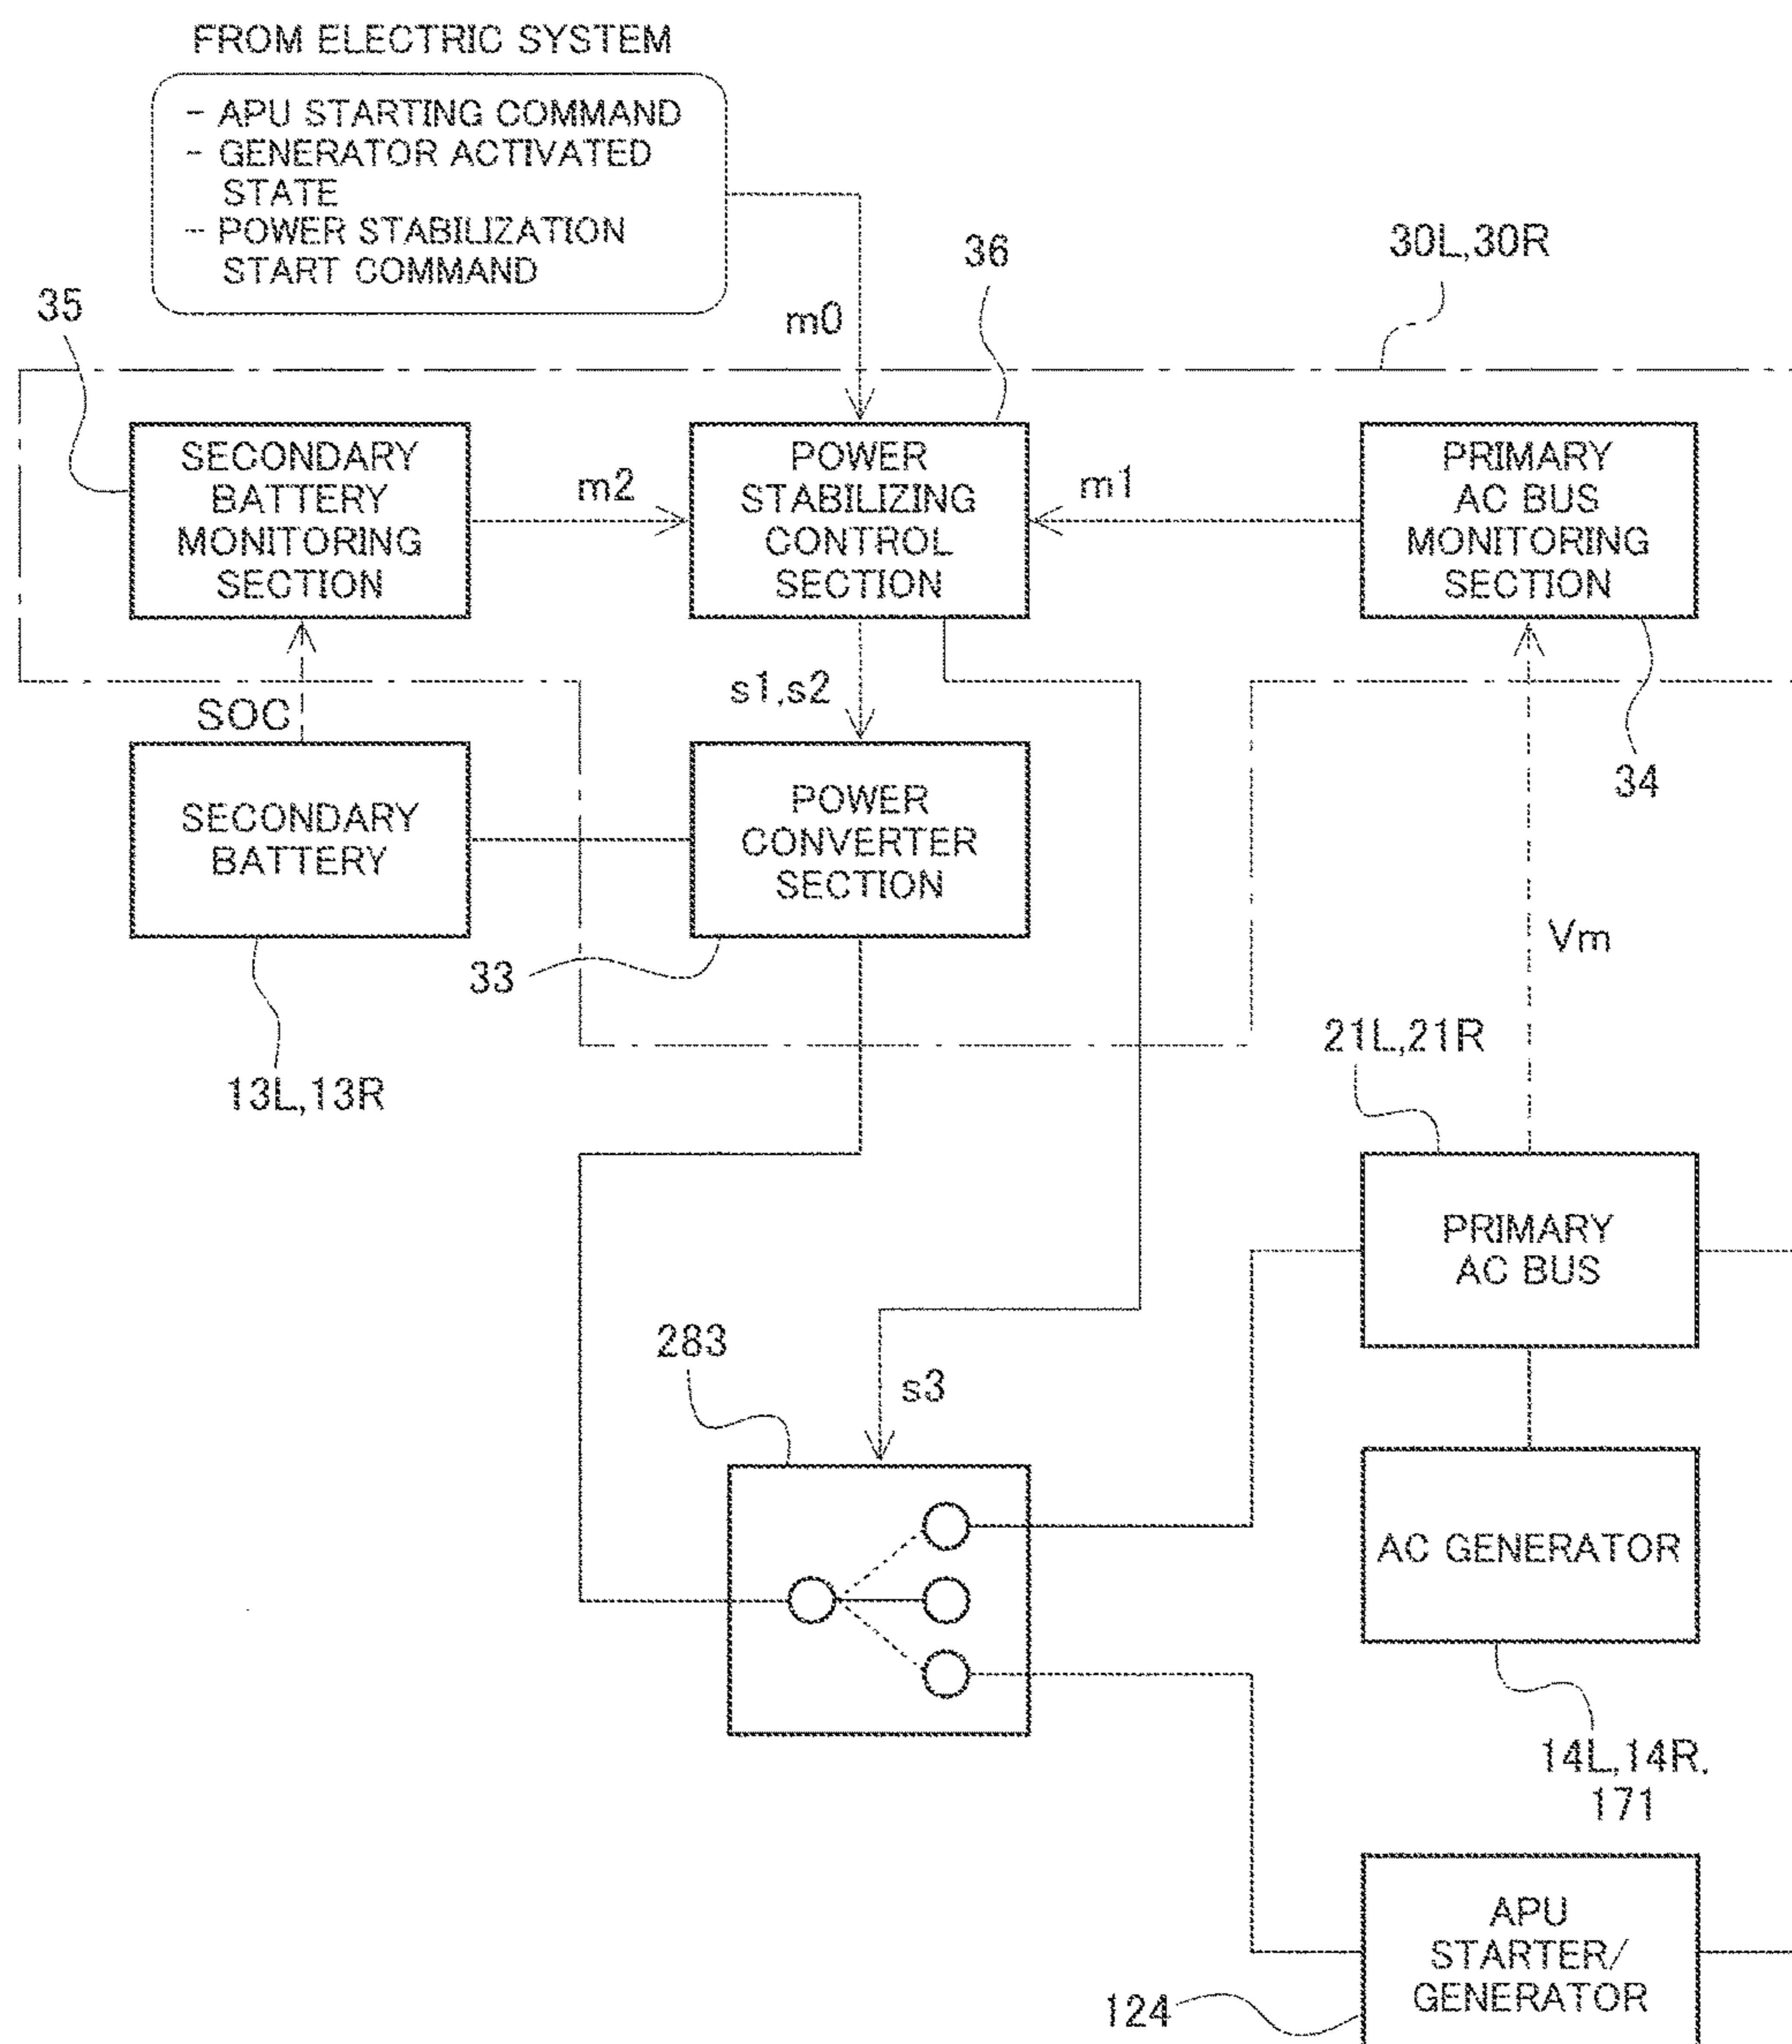 FROM ELECTRIC SYSTEM
- APU STARTING COMMAND
- GENERATOR ACTIVATED
STATE
- POWER STABILIZATION
START COMMAND
35
m0
36
30L,30R
SECONDARY
BATTERY
MONITORING
SECTION
m2
POWER
STABILIZING
CONTROL
SECTION
m1
PRIMARY
AC BUS
MONITORING
SECTION
SOC
s1,s2
34
SECONDARY
BATTERY
POWER
CONVERTER
SECTION
33
Vm
13L,13R
21L,21R
PRIMARY
AC BUS
283
s3
AC GENERATOR
14L,14R,
171
APU
STARTER/
GENERATOR
124